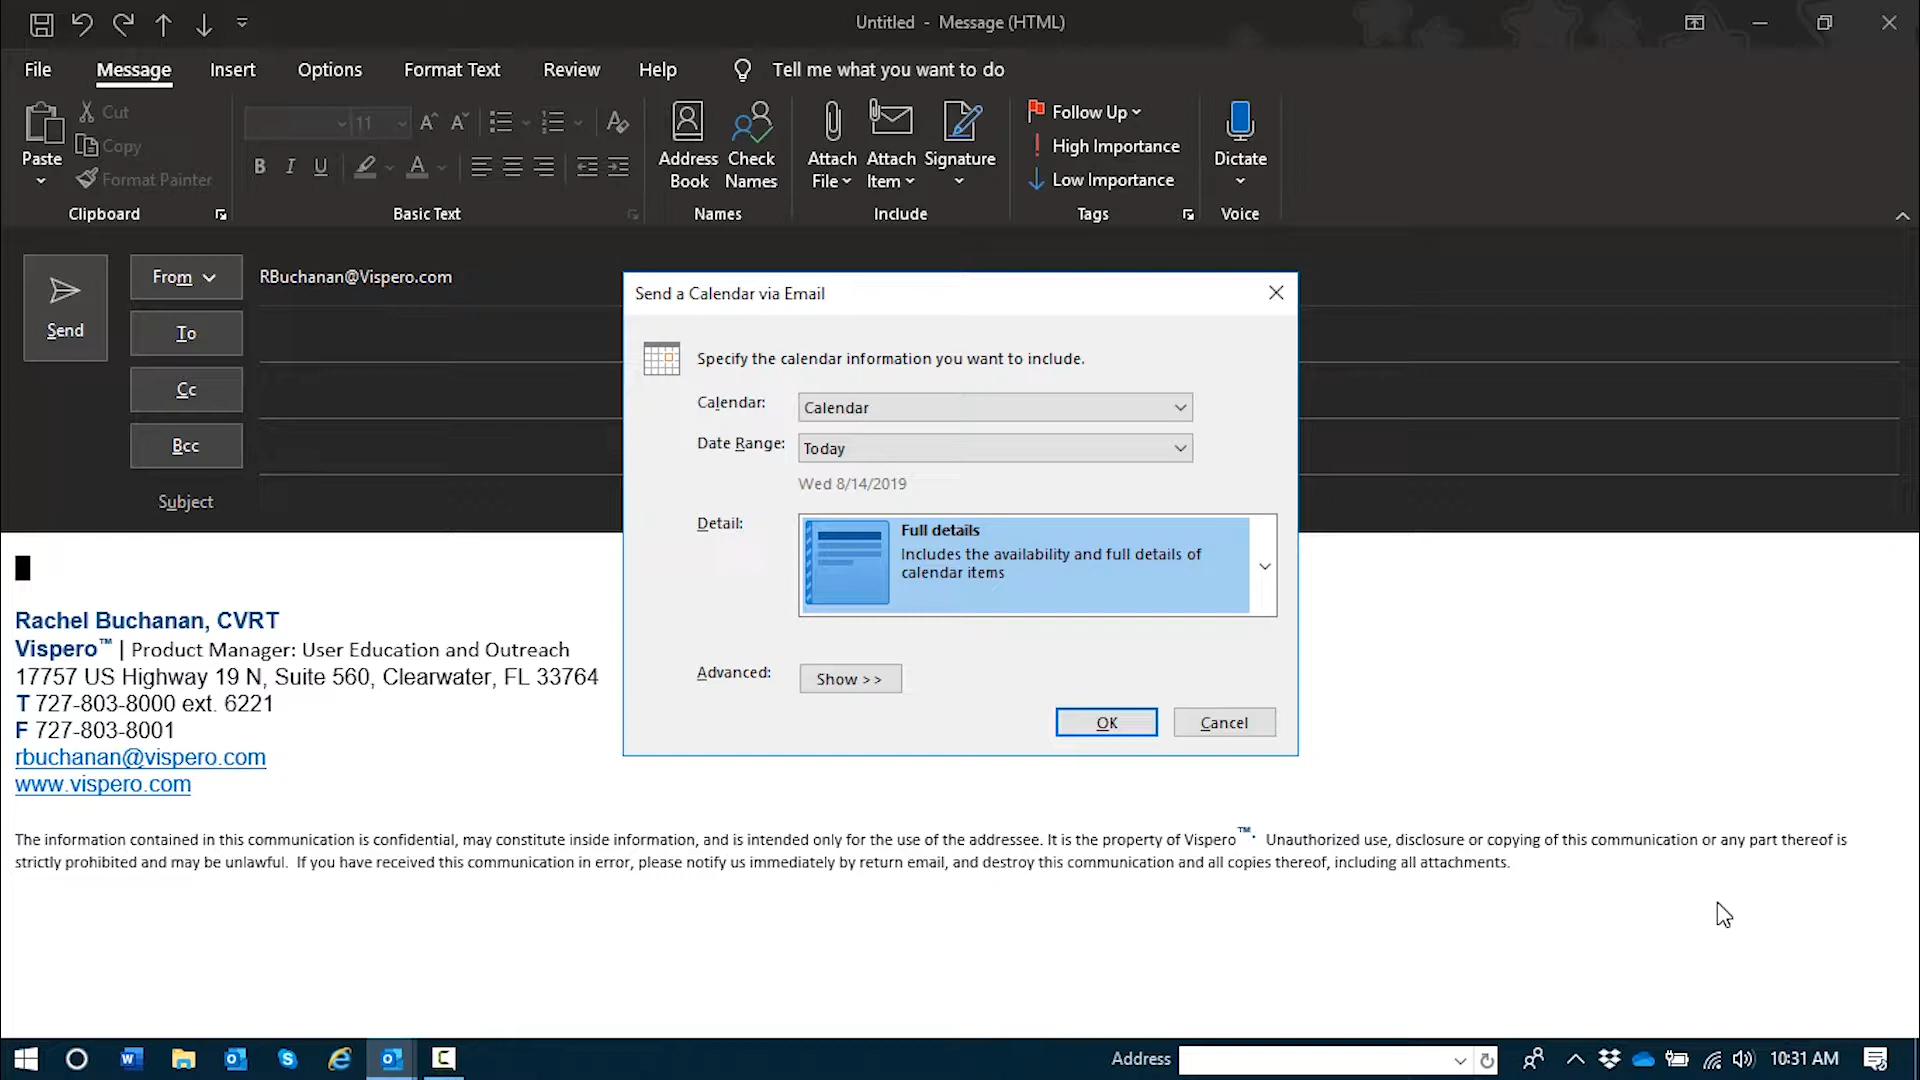 Untitled - Message (HTML)
File Message Insert Options Format Text Review Help Tell me what you want to do
Paste
Cut
Copy
Format Painter
Clipboard
11
B I U
Basic Text
Address Book
Check Names
Names
Attach File
Attach Item
Signature
Include
Follow Up
High Importance
Low Importance
Tags
Dictate
Voice
Send
From
RBuchanan@Vispero.com
To
Cc
Bcc
Subject
Send a Calendar via Email
Specify the calendar information you want to include.
Calendar: Calendar
Date Range: Today
Wed 8/14/2019
Detail:
Full details
Includes the availability and full details of
calendar items
Advanced: Show >>
OK Cancel
Rachel Buchanan, CVRT
Vispero™ | Product Manager: User Education and Outreach
17757 US Highway 19 N, Suite 560, Clearwater, FL 33764
T 727-803-8000 ext. 6221
F 727-803-8001
rbuchanan@vispero.com
www.vispero.com
The information contained in this communication is confidential, may constitute inside information, and is intended only for the use of the addressee. It is the property of Vispero™. Unauthorized use, disclosure or copying of this communication or any part thereof is
strictly prohibited and may be unlawful. If you have received this communication in error, please notify us immediately by return email, and destroy this communication and all copies thereof, including all attachments.
Address
10:31 AM